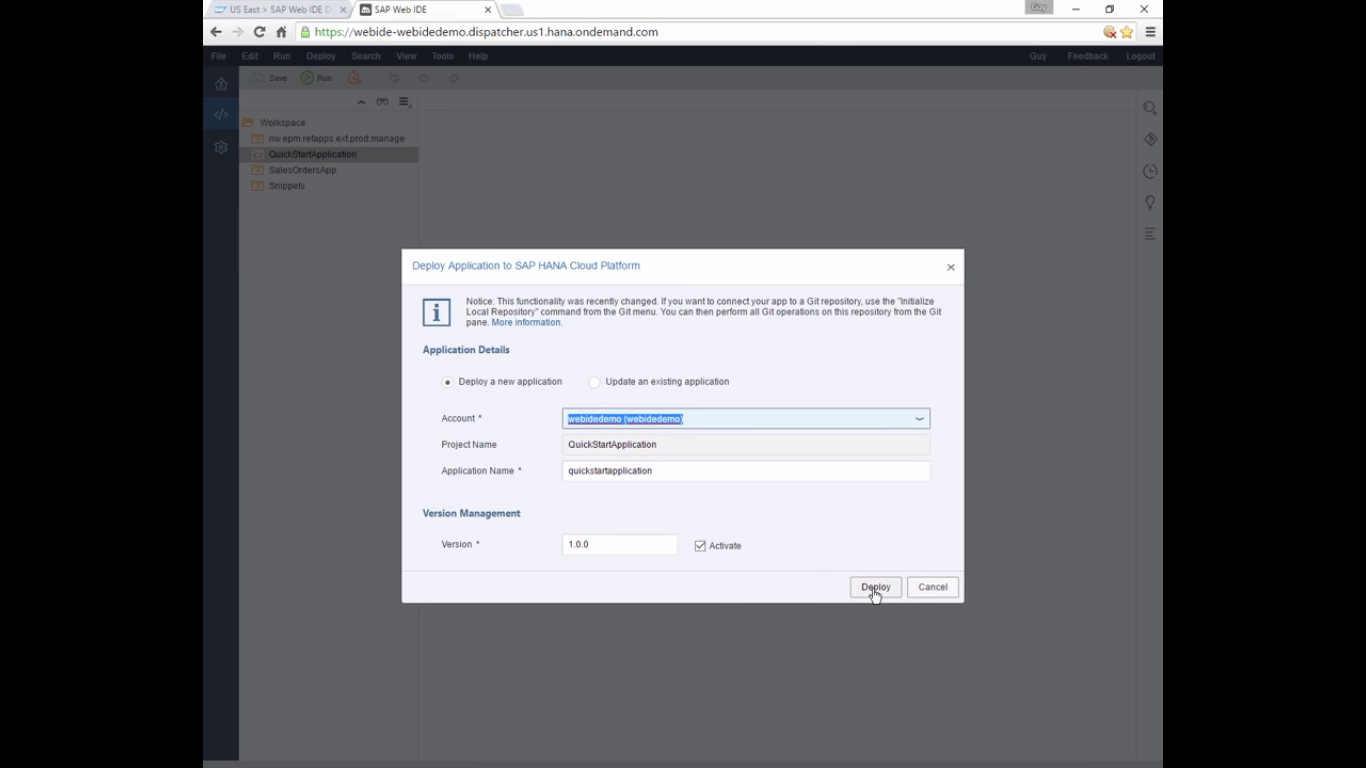 US East > SAP Web IDE D
SAP Web IDE
Guy
https://webide-webidedemo.dispatcher.us1.hana.ondemand.com
File Edit Run Deploy Search View Tools Help Guy Feedback Logout
Save Run
Workspace
nw.epm.refapps.ext.prod.manage
QuickStartApplication
SalesOrdersApp
Snippets
Deploy Application to SAP HANA Cloud Platform
Notice: This functionality was recently changed. If you want to connect your app to a Git repository, use the "Initialize
Local Repository" command from the Git menu. You can then perform all Git operations on this repository from the Git
pane. More information.
Application Details
Deploy a new application Update an existing application
Account * webidedemo (webidedemo)
Project Name QuickStartApplication
Application Name * quickstartapplication
Version Management
Version * 1.0.0 Activate
Deploy Cancel